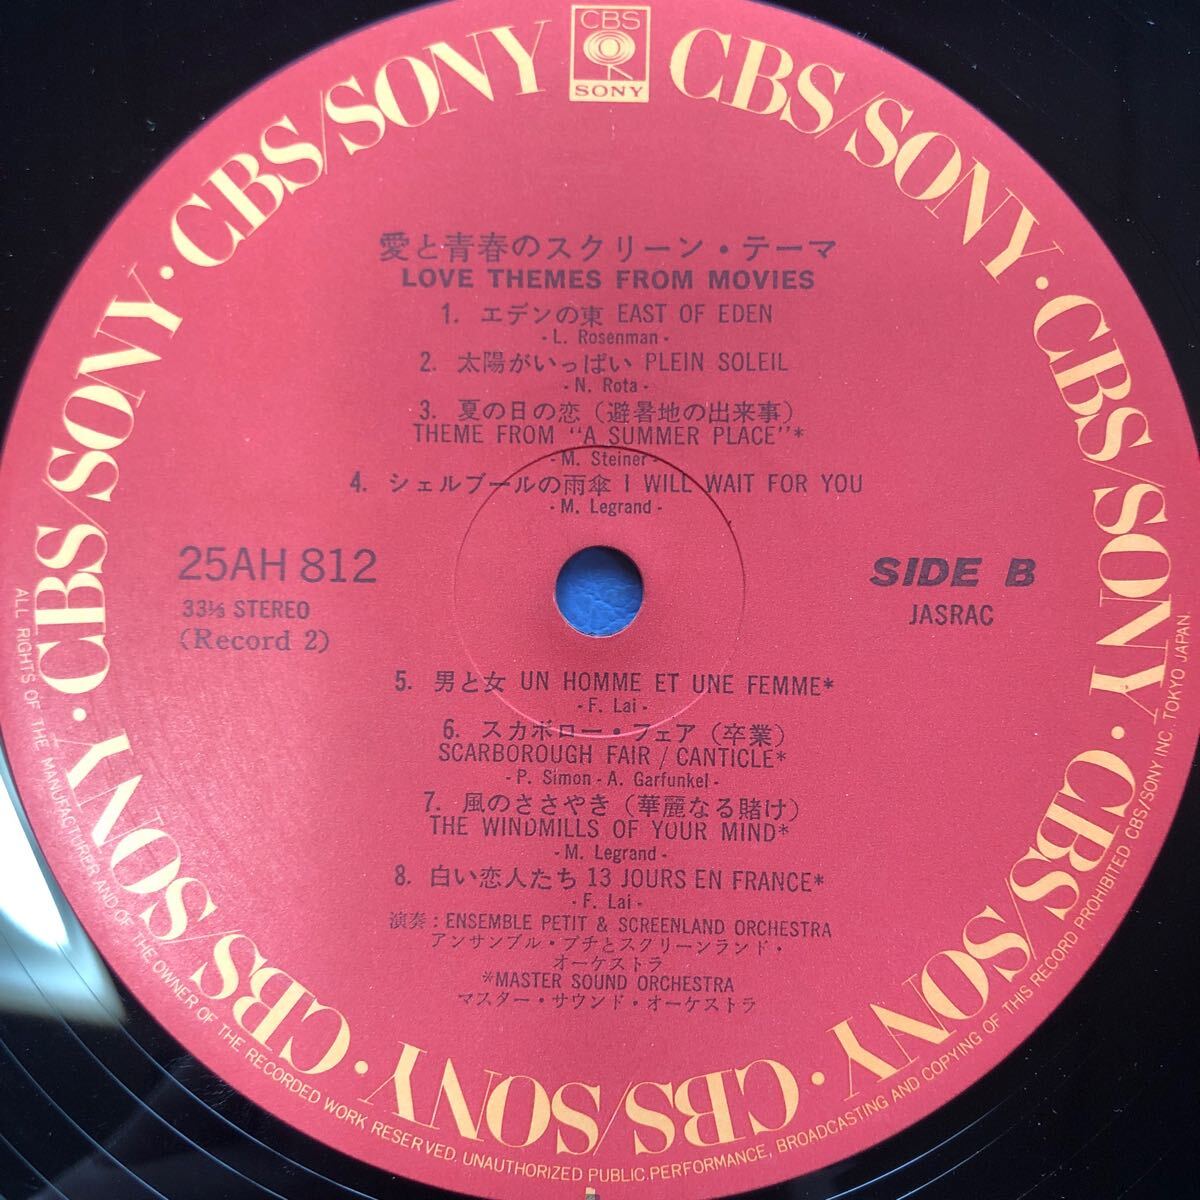 CBS
SONY
CBS/SONY · CBS/SONY · CBS/SONY · CBS/SONY · CBS/SONY · CBS/SONY · CBS/SONY · CBS/SONY · CBS/SONY · CBS/SONY
愛と青春のスクリーン・テーマ
LOVE THEMES FROM MOVIES
1. エデンの東 EAST OF EDEN
- L. Rosenman -
2. 太陽がいっぱい PLEIN SOLEIL
- N. Rota -
3. 夏の日の恋（避暑地の出来事）
THEME FROM "A SUMMER PLACE"*
- M. Steiner -
4. シェルブールの雨傘 I WILL WAIT FOR YOU
- M. Legrand -
25AH 812
33⅓ STEREO
(Record 2)
SIDE B
JASRAC
5. 男と女 UN HOMME ET UNE FEMME*
- F. Lai -
6. スカボロー・フェア（卒業）
SCARBOROUGH FAIR / CANTICLE*
- P. Simon - A. Garfunkel -
7. 風のささやき（華麗なる賭け）
THE WINDMILLS OF YOUR MIND*
- M. Legrand -
8. 白い恋人たち 13 JOURS EN FRANCE*
- F. Lai -
演奏：ENSEMBLE PETIT & SCREENLAND ORCHESTRA
アンサンブル・プチとスクリーンランド・
オーケストラ
*MASTER SOUND ORCHESTRA
マスター・サウンド・オーケストラ
ALL RIGHTS OF THE MANUFACTURER AND OF THE OWNER OF THE RECORDED WORK RESERVED. UNAUTHORIZED PUBLIC PERFORMANCE, BROADCASTING AND COPYING OF THIS RECORD PROHIBITED CBS/SONY INC. TOKYO JAPAN.